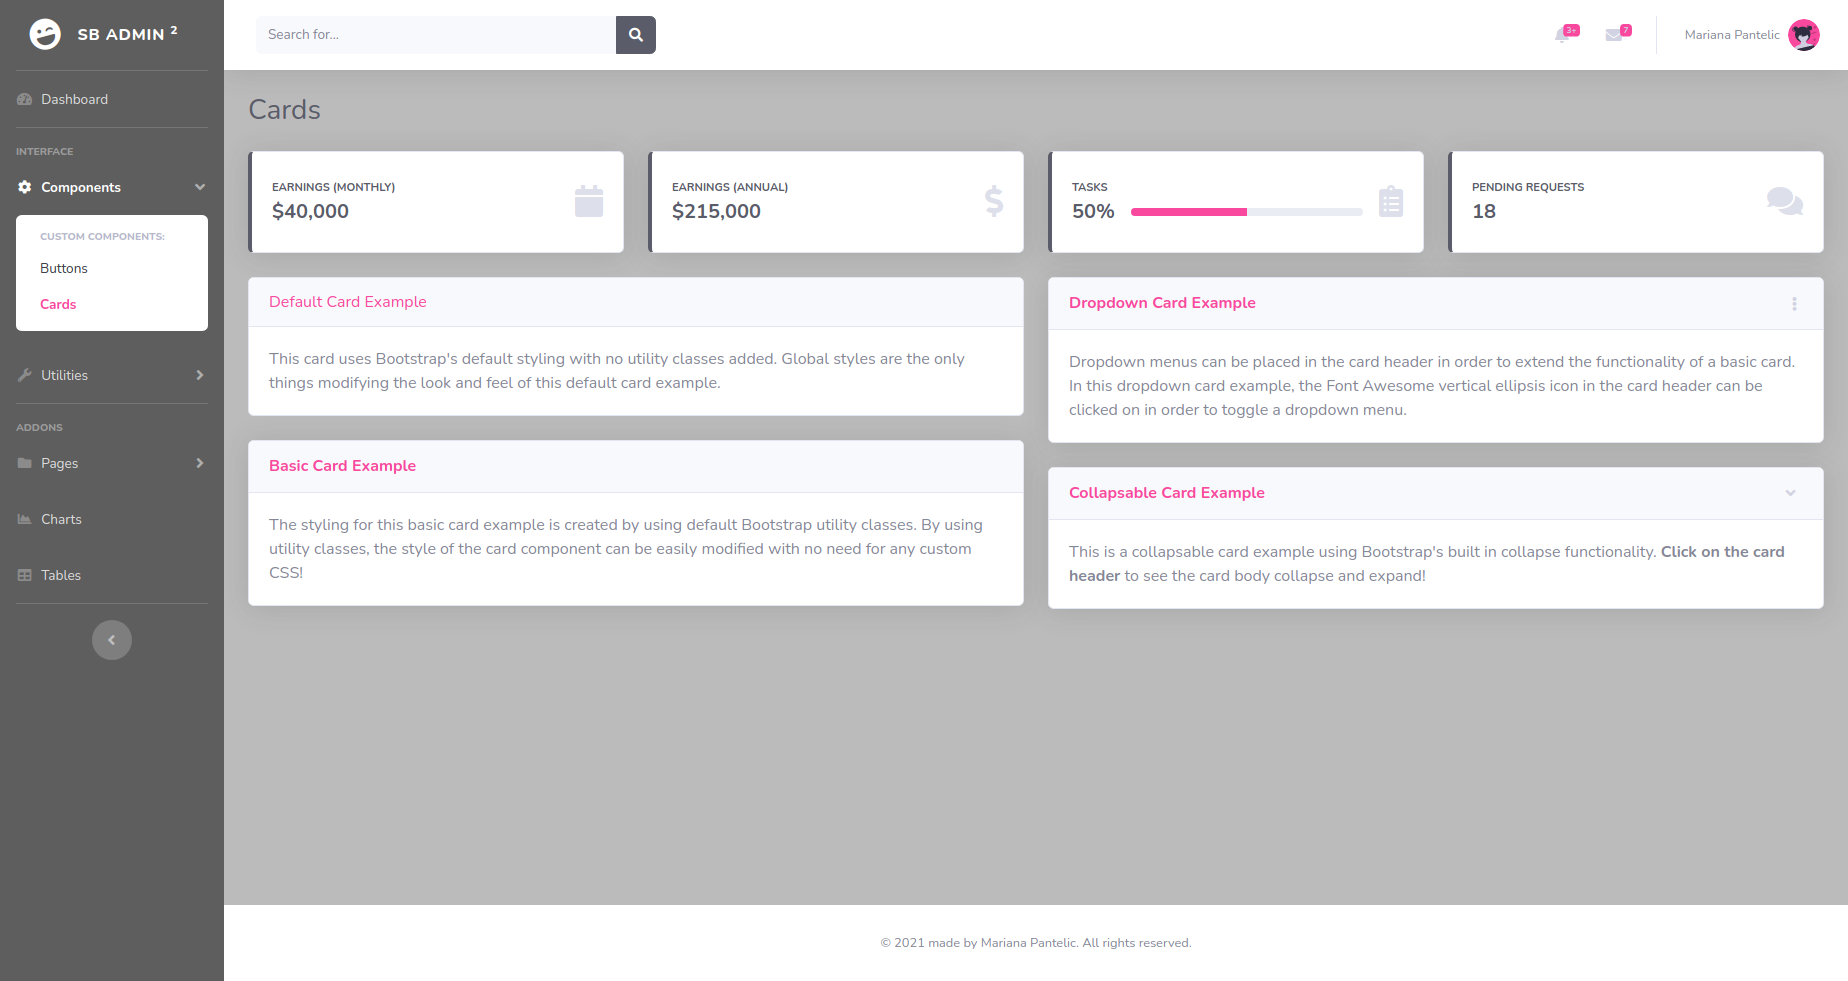 SB ADMIN 2
Dashboard
INTERFACE
Components
CUSTOM COMPONENTS:
Buttons
Cards
Utilities
ADDONS
Pages
Charts
Tables
Search for...
3+
7
Mariana Pantelic
Cards
EARNINGS (MONTHLY)
$40,000
EARNINGS (ANNUAL)
$215,000
TASKS
50%
PENDING REQUESTS
18
Default Card Example
This card uses Bootstrap's default styling with no utility classes added. Global styles are the only
things modifying the look and feel of this default card example.
Basic Card Example
The styling for this basic card example is created by using default Bootstrap utility classes. By using
utility classes, the style of the card component can be easily modified with no need for any custom
CSS!
Dropdown Card Example
Dropdown menus can be placed in the card header in order to extend the functionality of a basic card.
In this dropdown card example, the Font Awesome vertical ellipsis icon in the card header can be
clicked on in order to toggle a dropdown menu.
Collapsable Card Example
This is a collapsable card example using Bootstrap's built in collapse functionality. Click on the card
header to see the card body collapse and expand!
© 2021 made by Mariana Pantelic. All rights reserved.